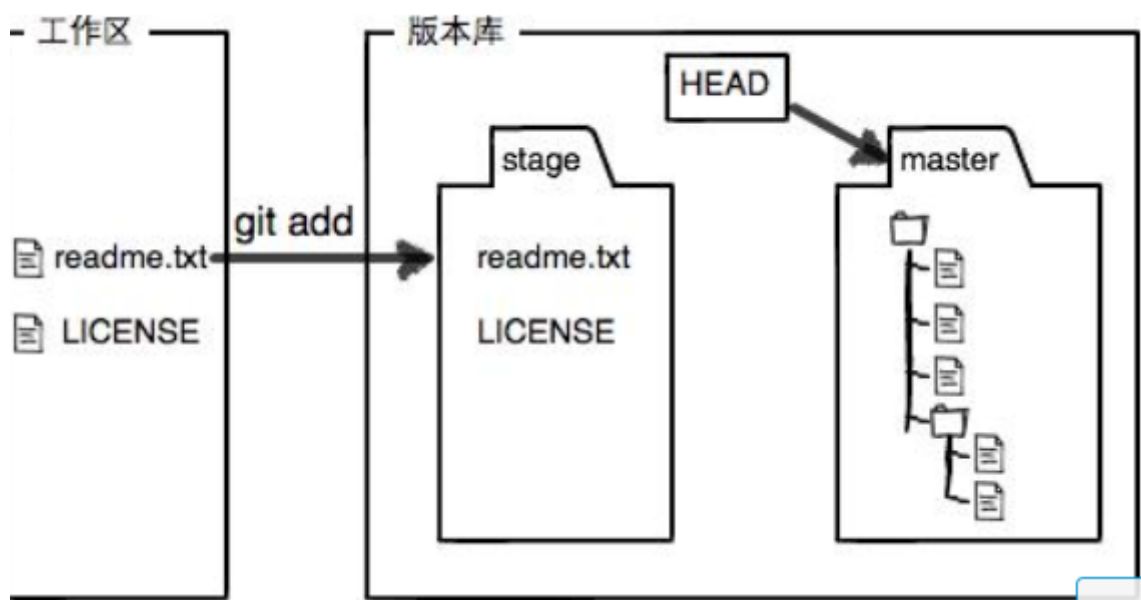 工作区
版本库
HEAD
stage
master
git add
readme.txt
readme.txt
LICENSE
LICENSE